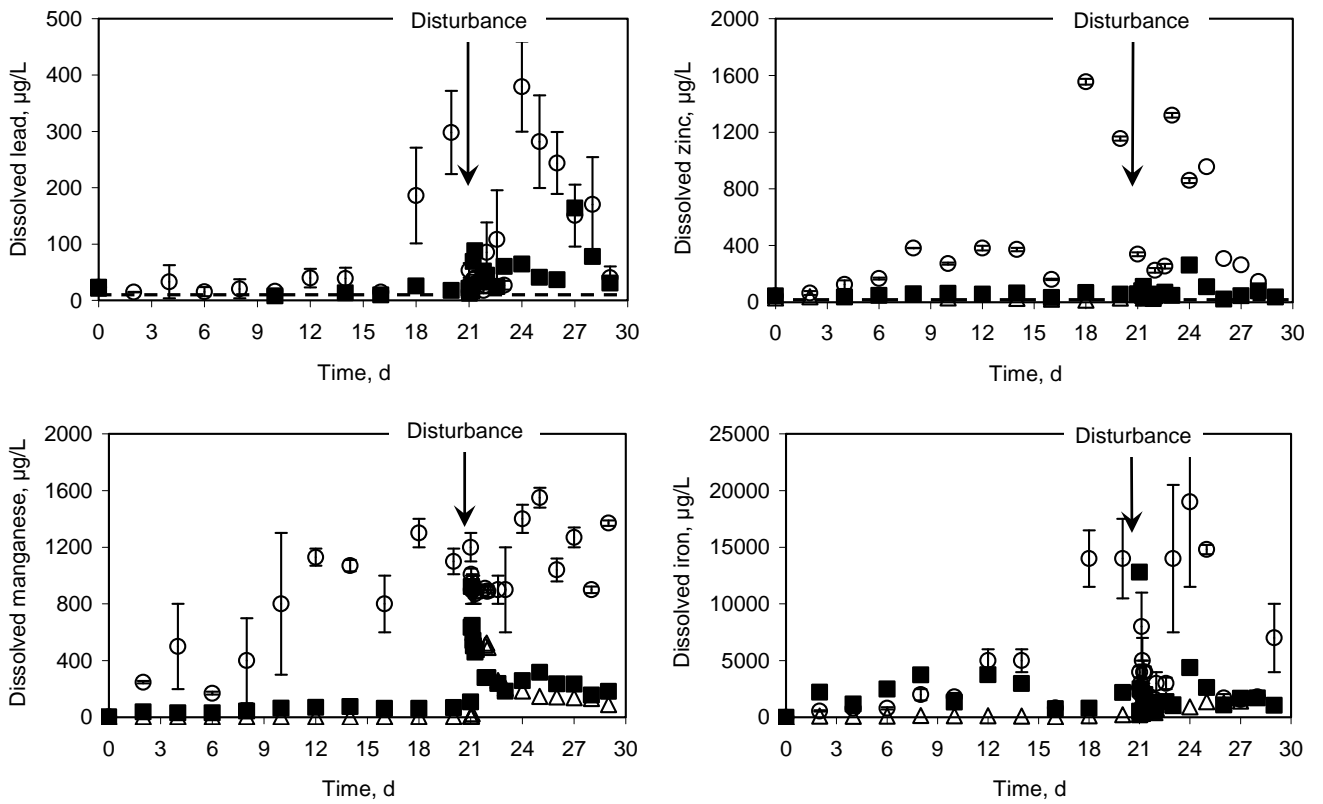 Disturbance
500
400
300
200
100
0
Dissolved lead, µg/L
0 3 6 9 12 15 18 21 24 27 30
Time, d
Disturbance
2000
1600
1200
800
400
0
Dissolved zinc, µg/L
0 3 6 9 12 15 18 21 24 27 30
Time, d
Disturbance
2000
1600
1200
800
400
0
Dissolved manganese, µg/L
0 3 6 9 12 15 18 21 24 27 30
Time, d
Disturbance
25000
20000
15000
10000
5000
0
Dissolved iron, µg/L
0 3 6 9 12 15 18 21 24 27 30
Time, d